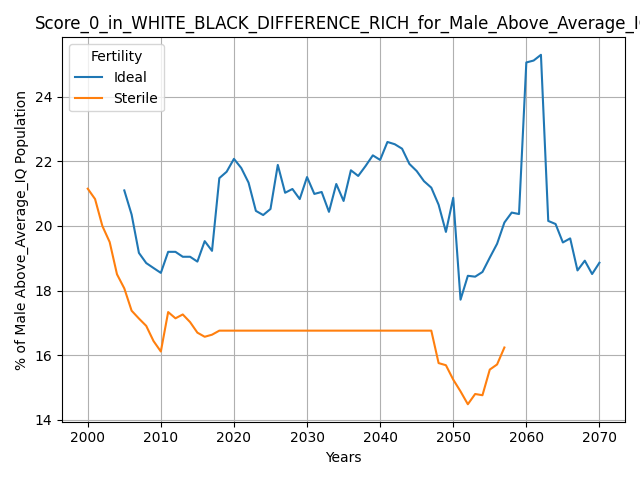 Score_0_in_WHITE_BLACK_DIFFERENCE_RICH_for_Male_Above_Average_I
Fertility
Ideal
Sterile
% of Male Above_Average_IQ Population
24
22
20
18
16
14
2000 2010 2020 2030 2040 2050 2060 2070
Years